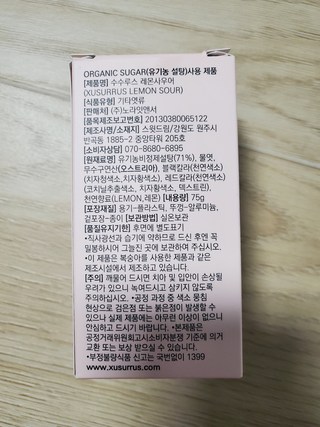 ORGANIC SUGAR(유기농 설탕)사용 제품
[제품명] 수수루스 레몬사우어
(XUSURRUS LEMON SOUR)
[식품유형] 기타엿류
[판매처] (주)노라잇앤서
[품목제조보고번호] 20130380065122
[제조사명/소재지] 스윗드림/강원도 원주시
반곡동 1885-2 중앙타워 205호
[소비자상담] 070-8680-6895
[원재료명] 유기농비정제설탕(71%), 물엿,
무수구연산(오스트리아), 블랙칼라(천연색소)
(치자청색소, 치자황색소), 레드칼라(천연색소)
(코치닐추출색소, 치자황색소, 덱스트린),
천연향료(LEMON,레몬) [내용량] 75g
[포장재질] 용기-플라스틱, 뚜껑-알루미늄,
겉포장-종이 [보관방법] 실온보관
[품질유지기한] 후면에 별도표기
•직사광선과 습기에 약하므로 드신 후엔 꼭
밀봉하시어 그늘진 곳에 보관하여 주십시오.
•이 제품은 복숭아를 사용한 제품과 같은
제조시설에서 제조하고 있습니다.
[주의] 깨물어 드시면 치아 및 입안이 손상될
우려가 있으니 녹여드시고 삼키지 않도록
주의하십시오. •공정 과정 중 색소 뭉침
현상으로 검은점 또는 붉은점이 발생할 수
있으나 실제 제품에는 아무런 이상이 없으니
안심하고 드시기 바랍니다. •본제품은
공정거래위원회고시소비자분쟁 기준에 의거
교환 또는 보상 받으실 수 있습니다.
•부정불량식품 신고는 국번없이 1399
www.xusurrus.com